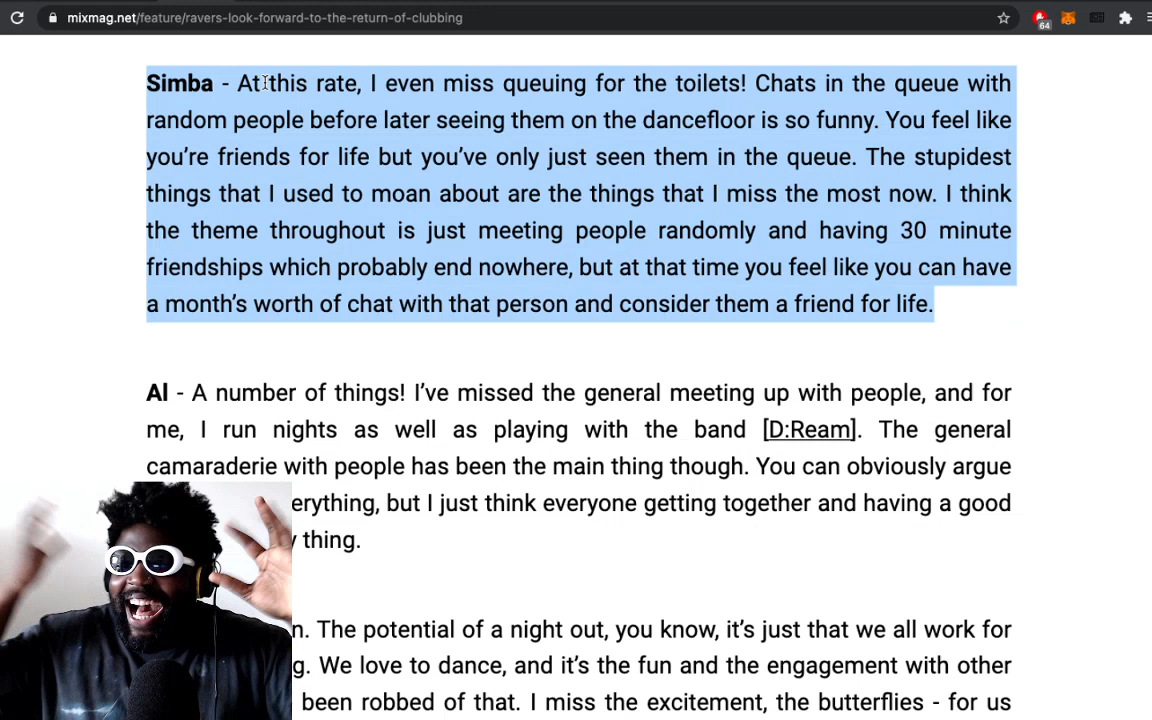 mixmag.net/feature/ravers-look-forward-to-the-return-of-clubbing
64
Simba - At this rate, I even miss queuing for the toilets! Chats in the queue with
random people before later seeing them on the dancefloor is so funny. You feel like
you’re friends for life but you’ve only just seen them in the queue. The stupidest
things that I used to moan about are the things that I miss the most now. I think
the theme throughout is just meeting people randomly and having 30 minute
friendships which probably end nowhere, but at that time you feel like you can have
a month’s worth of chat with that person and consider them a friend for life.
Al - A number of things! I’ve missed the general meeting up with people, and for
me, I run nights as well as playing with the band [D:Ream]. The general
camaraderie with people has been the main thing though. You can obviously argue
erything, but I just think everyone getting together and having a good
thing.
n. The potential of a night out, you know, it’s just that we all work for
g. We love to dance, and it’s the fun and the engagement with other
been robbed of that. I miss the excitement, the butterflies - for us